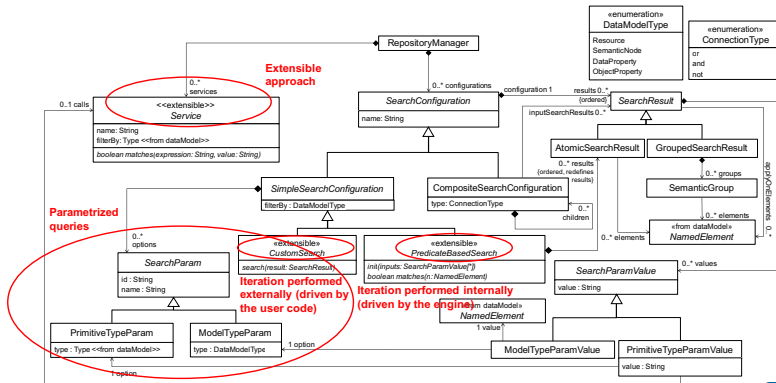 «enumeration»
DataModelType
Resource
SemanticNode
DataProperty
ObjectProperty
«enumeration»
ConnectionType
or
and
not
RepositoryManager
Extensible
approach
0..*
services
0..* configurations
configuration 1
results
0..*
{ordered}
0..1 calls
<<extensible>>
Service
name: String
filterBy: Type <<from dataModel>>
boolean matches(expression: String, value: String)
SearchConfiguration
name: String
SearchResult
inputSearchResults 0..*
AtomicSearchResult
GroupedSearchResult
0..* results
{ordered, redefines
results}
0..* groups
SemanticGroup
applyOnElements
0..*
SimpleSearchConfiguration
filterBy : DataModelType
CompositeSearchConfiguration
type: ConnectionType
0..*
children
0..* elements
0..* elements
«from dataModel»
NamedElement
Parametrized
queries
0..*
options
«extensible»
CustomSearch
search(result: SearchResult)
«extensible»
PredicateBasedSearch
init(inputs: SearchParamValue[*])
boolean match(n: NamedElement)
SearchParam
id : String
name : String
Iteration performed
externally (driven by
the user code)
Iteration performed internally
(driven by the engine)
«from dataModel»
NamedElement
1 value
SearchParamValue
value : String
0..* values
PrimitiveTypeParam
type : Type <<from dataModel>>
ModelTypeParam
type : DataModelType
1 option
1 option
ModelTypeParamValue
PrimitiveTypeParamValue
value : String